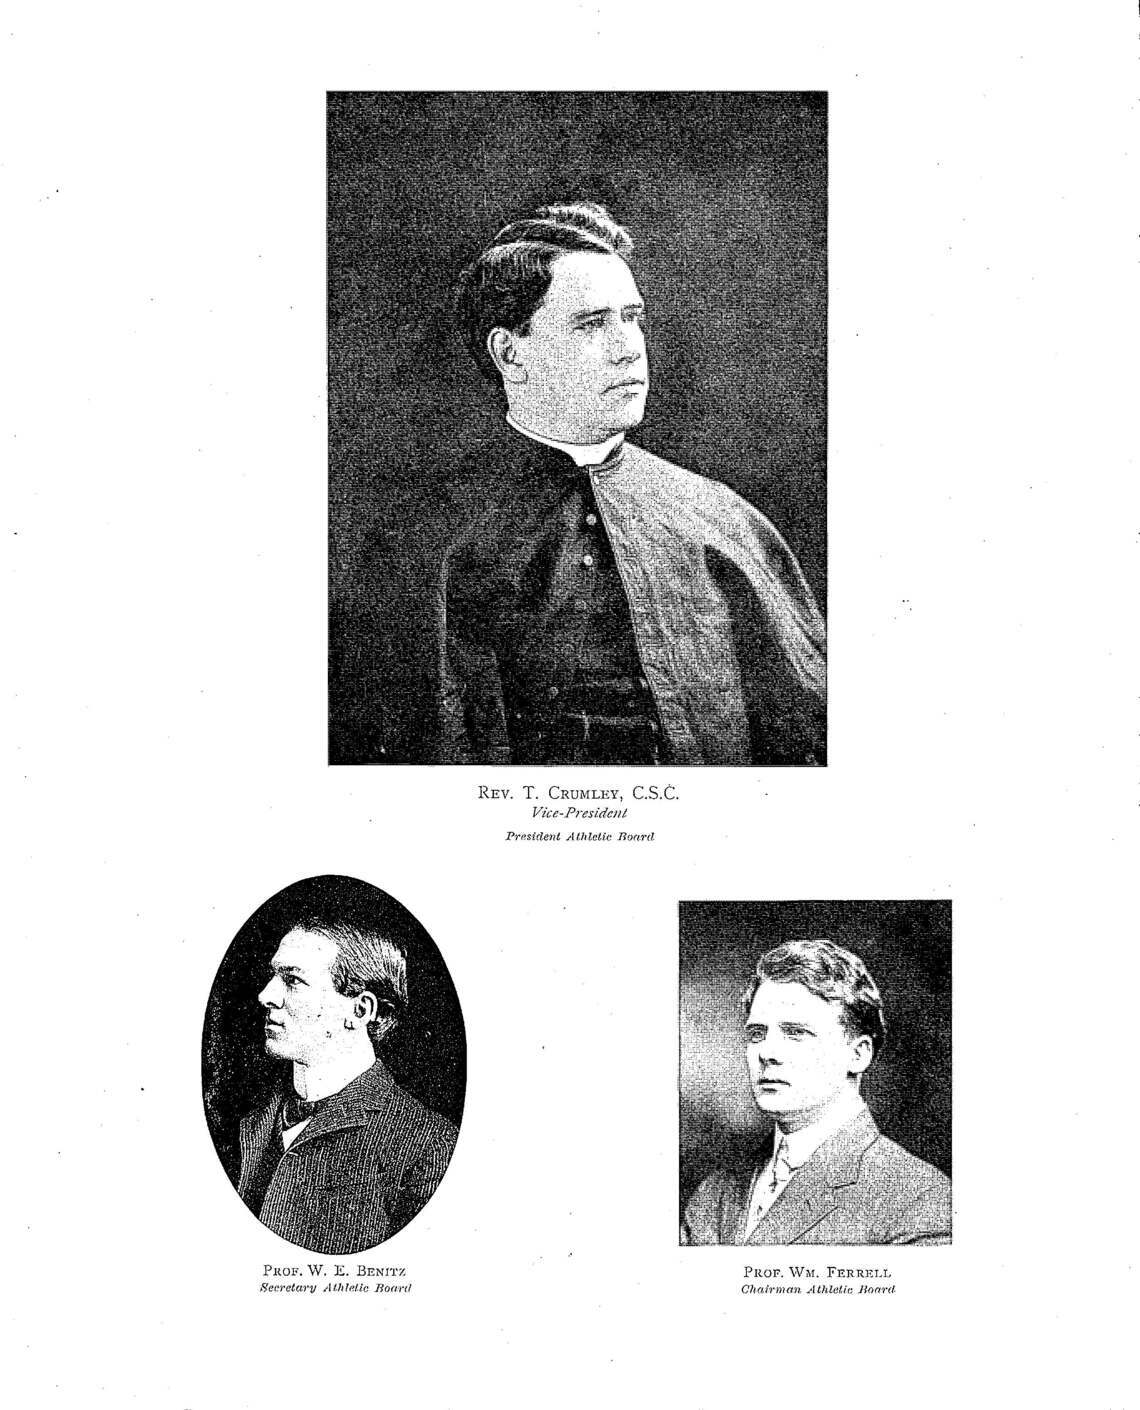 REV. T. CRUMLEY, C.S.C.
Vice-President
President Athletic Board
PROF. W. E. BENITZ
Secretary Athletic Board
PROF. WM. FERRELL
Chairman Athletic Board